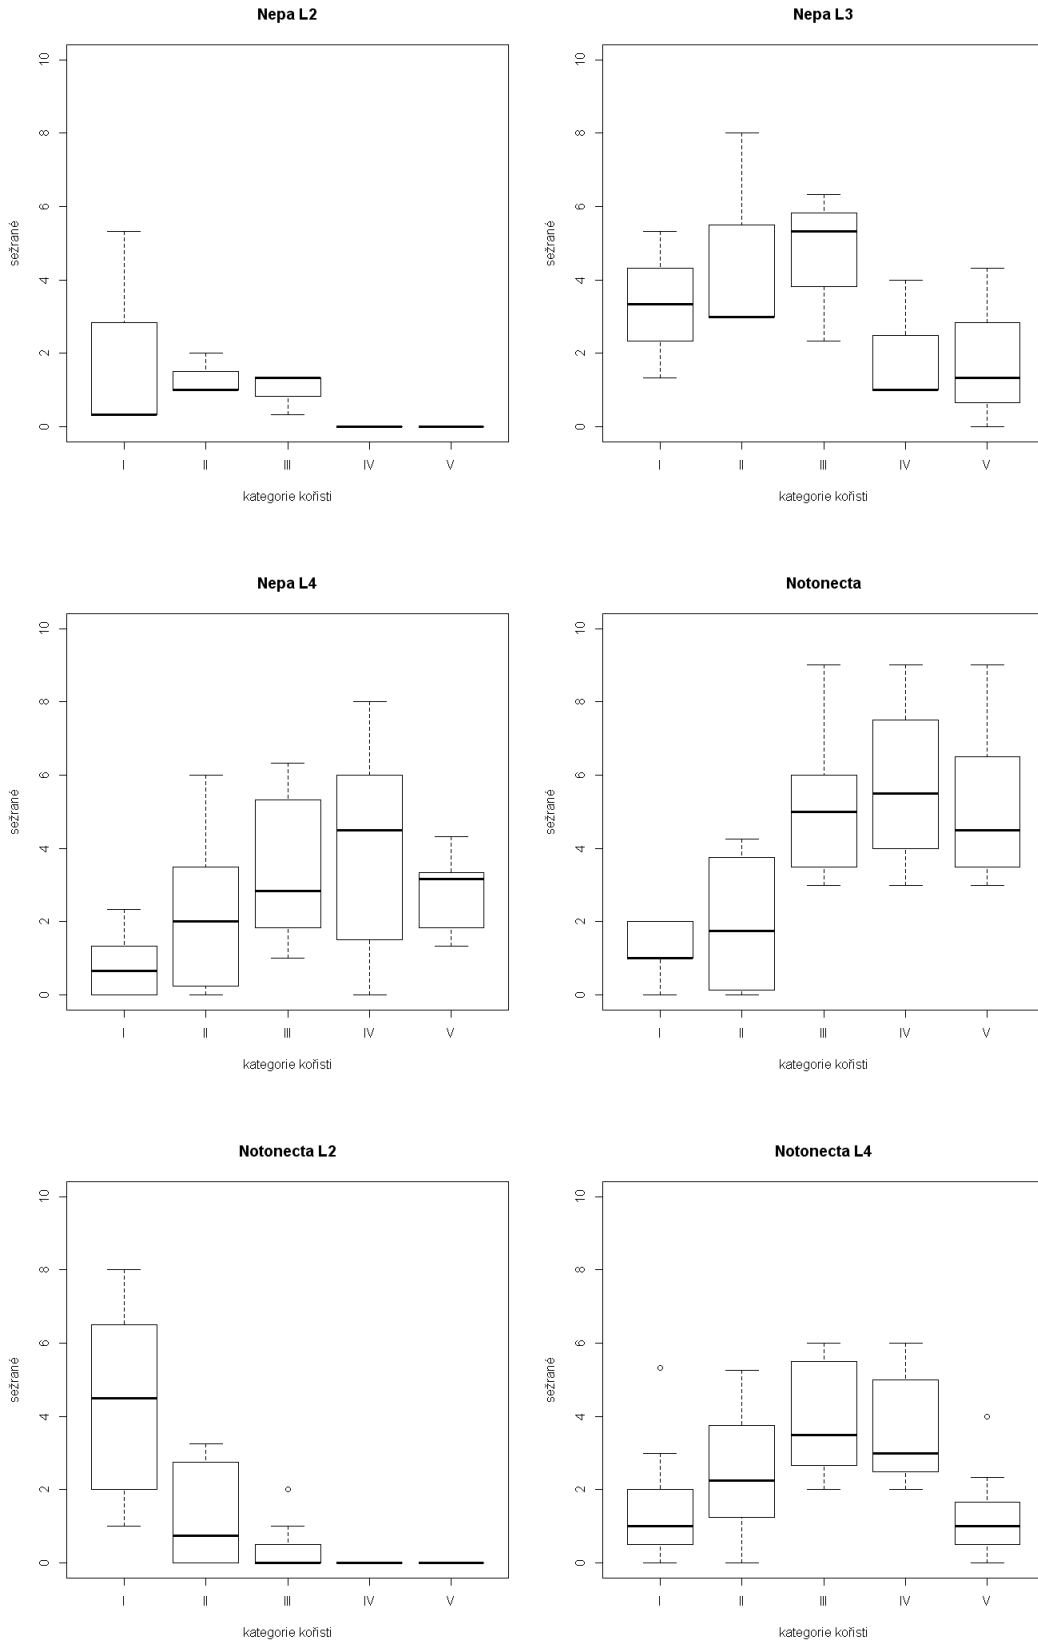 Nepa L2
Nepa L3
10
8
6
4
2
0
sežrané
I II III IV V
kategorie kořisti
10
8
6
4
2
0
sežrané
I II III IV V
kategorie kořisti
Nepa L4
Notonecta
10
8
6
4
2
0
sežrané
I II III IV V
kategorie kořisti
10
8
6
4
2
0
sežrané
I II III IV V
kategorie kořisti
Notonecta L2
Notonecta L4
10
8
6
4
2
0
sežrané
I II III IV V
kategorie kořisti
10
8
6
4
2
0
sežrané
I II III IV V
kategorie kořisti